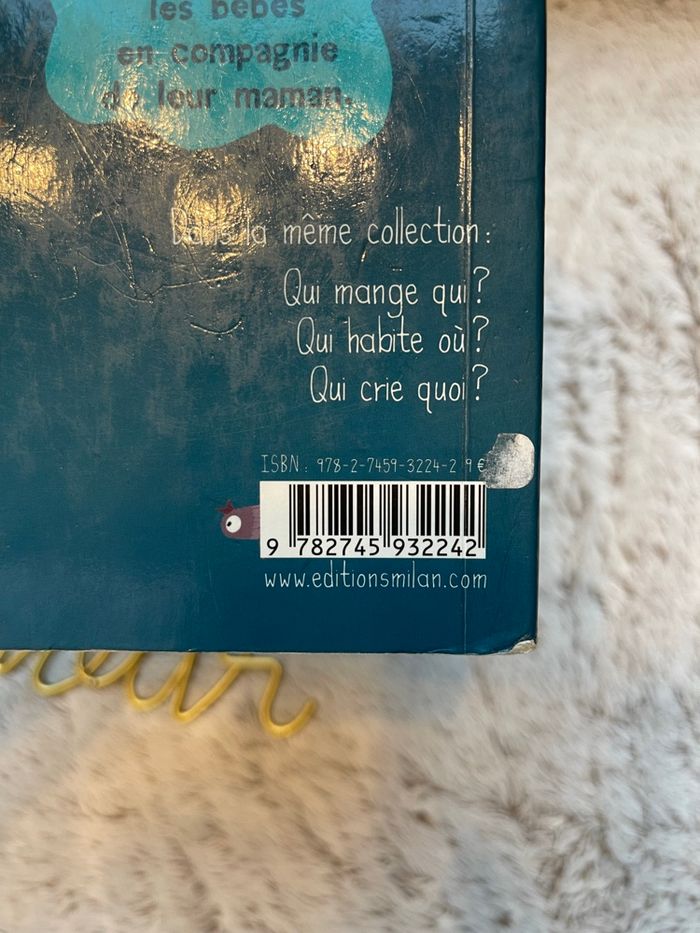 les bébés
en compagnie
de leur maman.
Dans la même collection :
Qui mange qui ?
Qui habite où ?
Qui crie quoi ?
ISBN : 978-2-7459-3224-2 9 €
9 782745 932242
www.editionsmilan.com